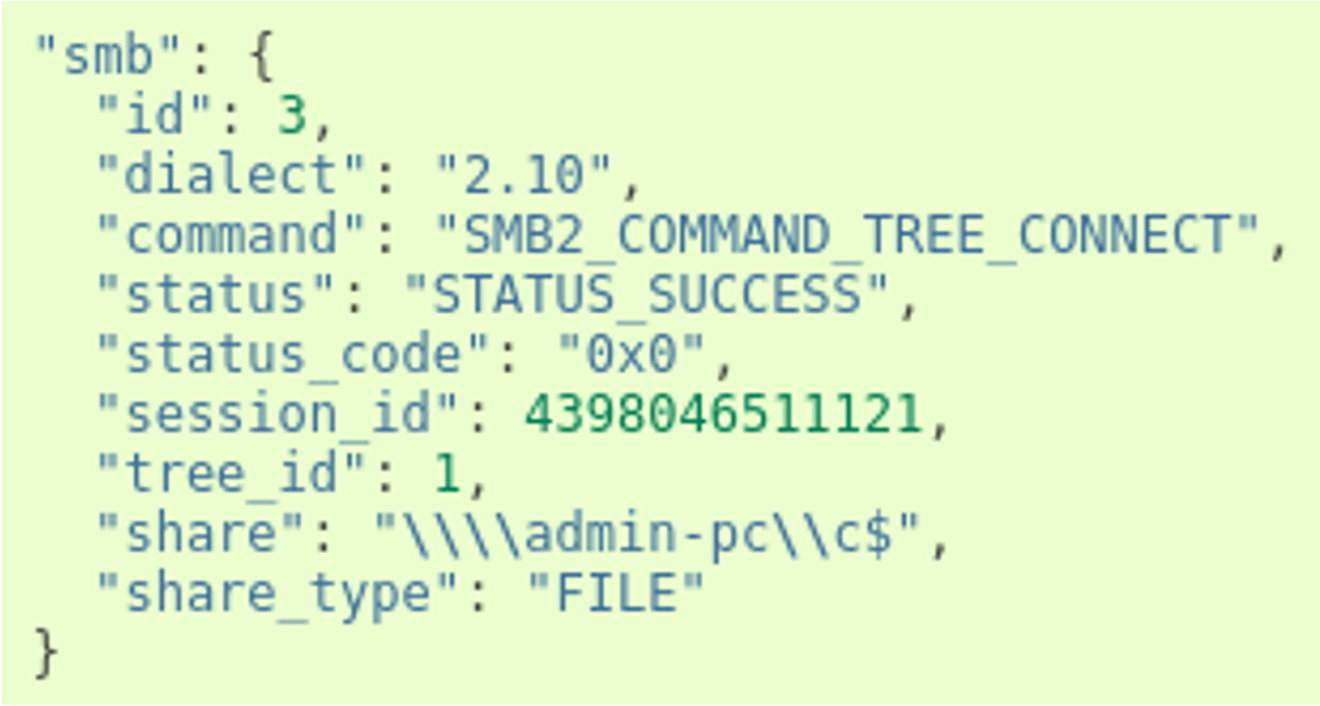 "smb": {
  "id": 3,
  "dialect": "2.10",
  "command": "SMB2_COMMAND_TREE_CONNECT",
  "status": "STATUS_SUCCESS",
  "status_code": "0x0",
  "session_id": 4398046511121,
  "tree_id": 1,
  "share": "\\\\admin-pc\\c$",
  "share_type": "FILE"
}